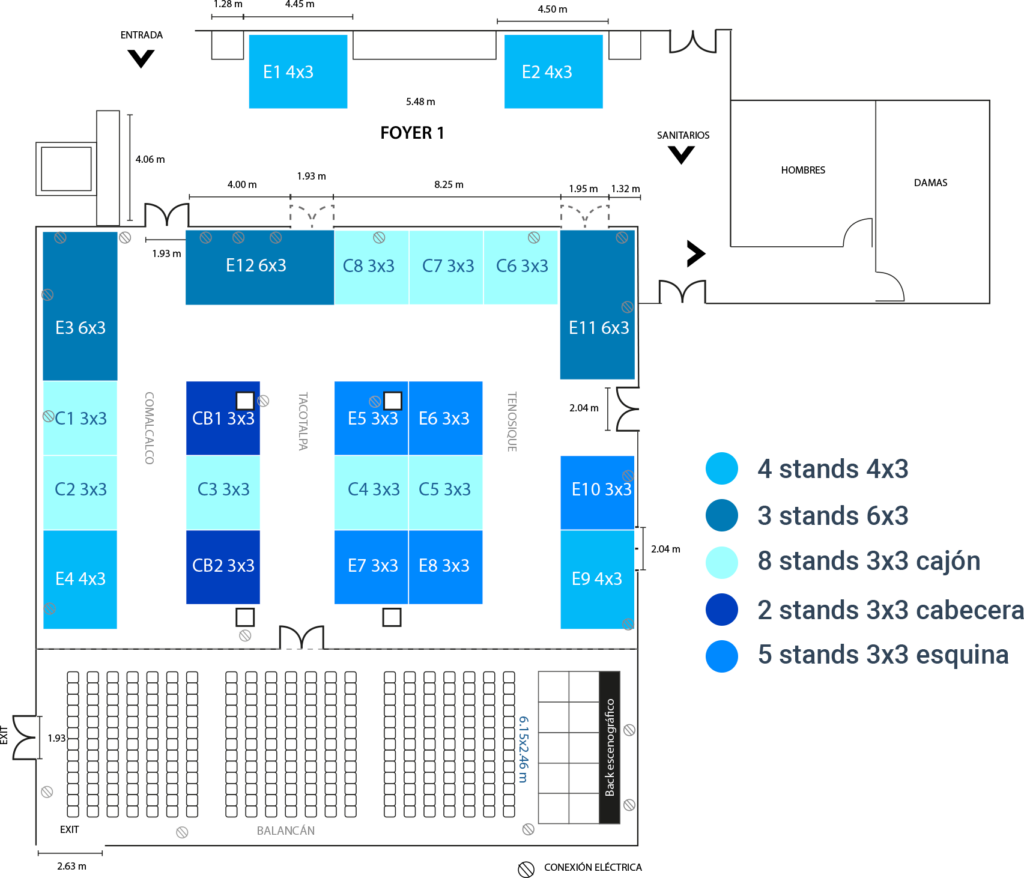 1.28 m
4.45 m
4.50 m
ENTRADA
E1 4x3
E2 4x3
5.48 m
FOYER 1
SANITARIOS
4.06 m
HOMBRES
DAMAS
4.00 m
1.93 m
8.25 m
1.95 m
1.32 m
1.93 m
E12 6x3
C8 3x3
C7 3x3
C6 3x3
E3 6x3
E11 6x3
COMALCALCO
TACOTALPA
TENOSIQUE
2.04 m
C1 3x3
CB1 3x3
E5 3x3
E6 3x3
C2 3x3
C3 3x3
C4 3x3
C5 3x3
E10 3x3
2.04 m
E4 4x3
CB2 3x3
E7 3x3
E8 3x3
E9 4x3
4 stands 4x3
3 stands 6x3
8 stands 3x3 cajón
2 stands 3x3 cabecera
5 stands 3x3 esquina
EXIT
1.93
6.15x2.46 m
Back escenográfico
EXIT
BALANCÁN
2.63 m
CONEXIÓN ELÉCTRICA